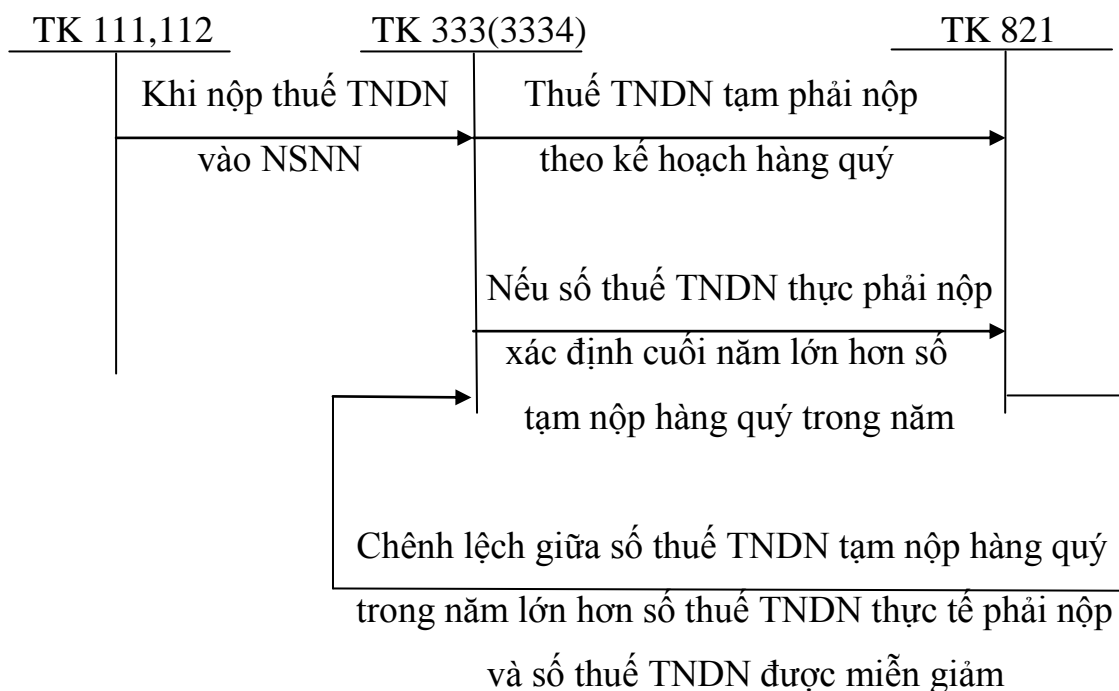 TK 111,112
TK 333(3334)
TK 821
Khi nộp thuế TNDN
vào NSNN
Thuế TNDN tạm phải nộp
theo kế hoạch hàng quý
Nếu số thuế TNDN thực phải nộp
xác định cuối năm lớn hơn số
tạm nộp hàng quý trong năm
Chênh lệch giữa số thuế TNDN tạm nộp hàng quý
trong năm lớn hơn số thuế TNDN thực tế phải nộp
và số thuế TNDN được miễn giảm